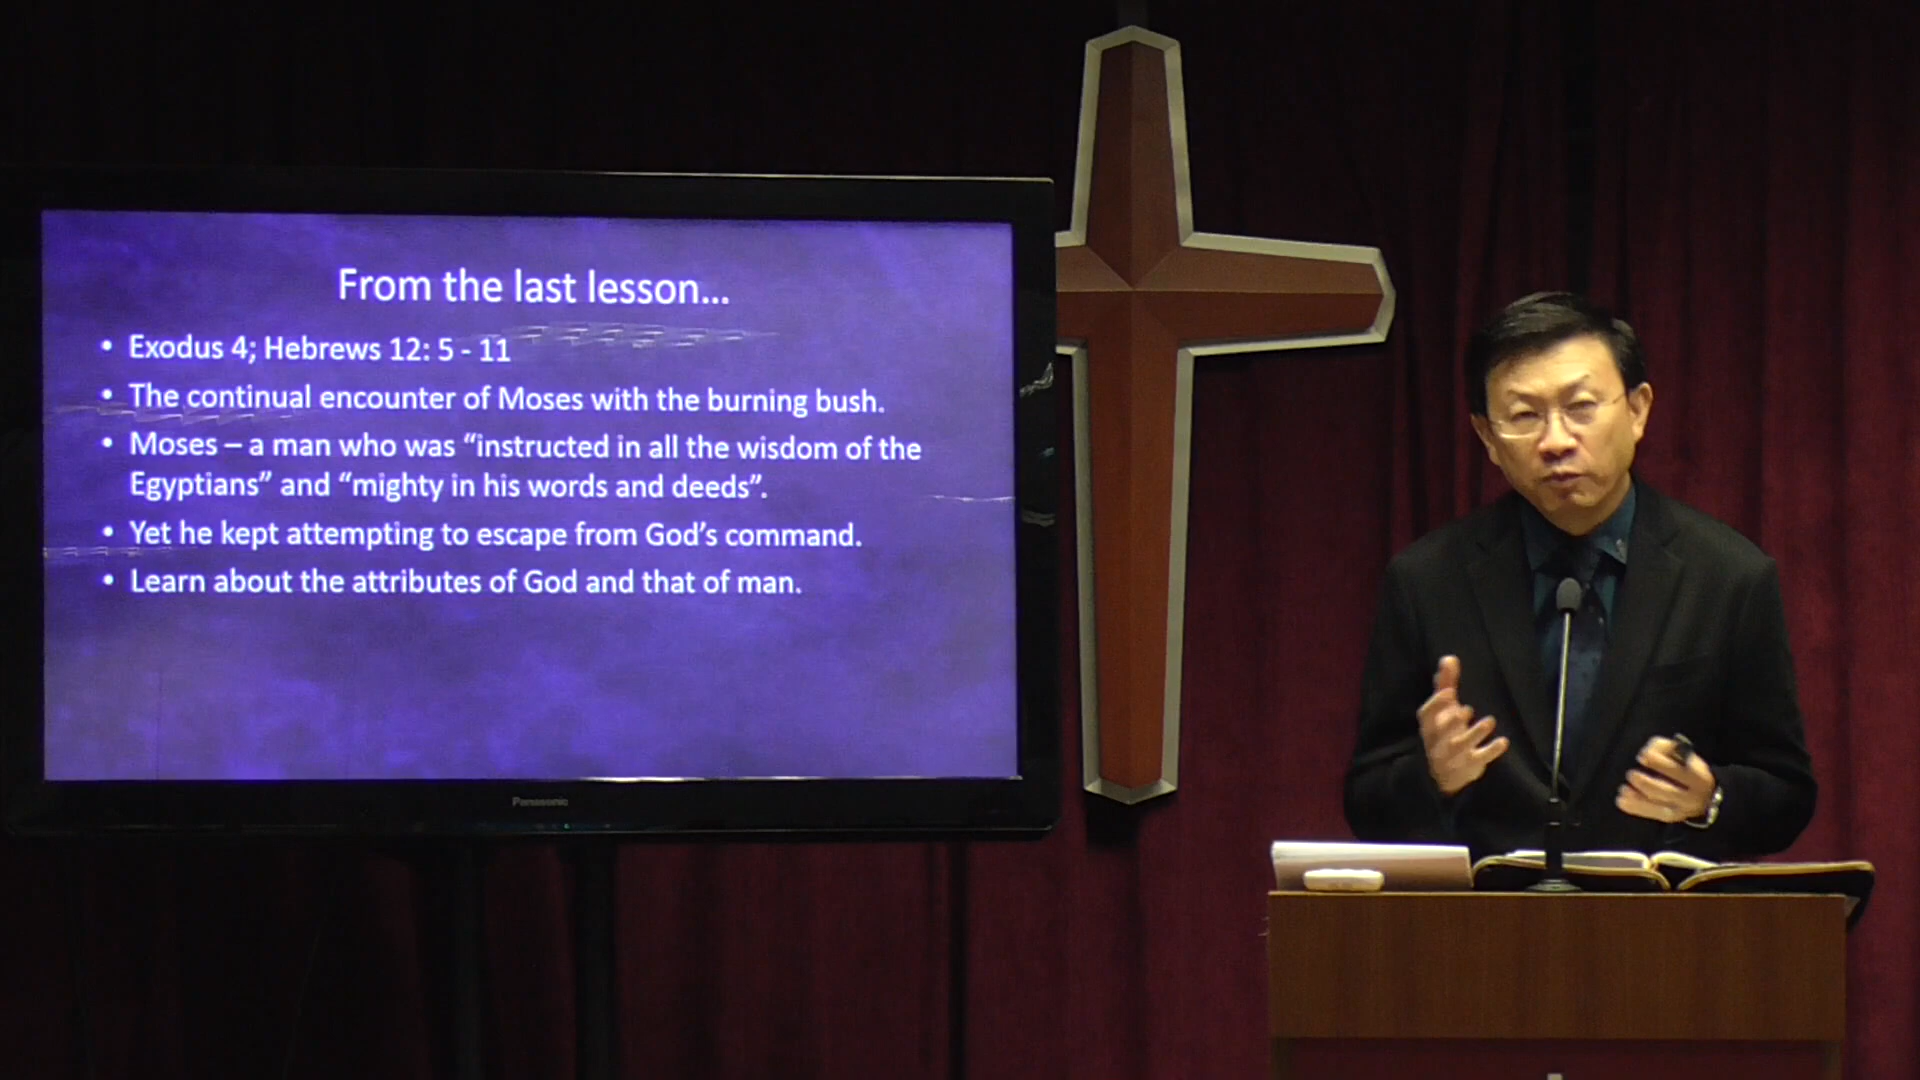 From the last lesson...
• Exodus 4; Hebrews 12: 5 - 11
• The continual encounter of Moses with the burning bush.
• Moses – a man who was “instructed in all the wisdom of the
Egyptians” and “mighty in his words and deeds”.
• Yet he kept attempting to escape from God’s command.
• Learn about the attributes of God and that of man.
Panasonic